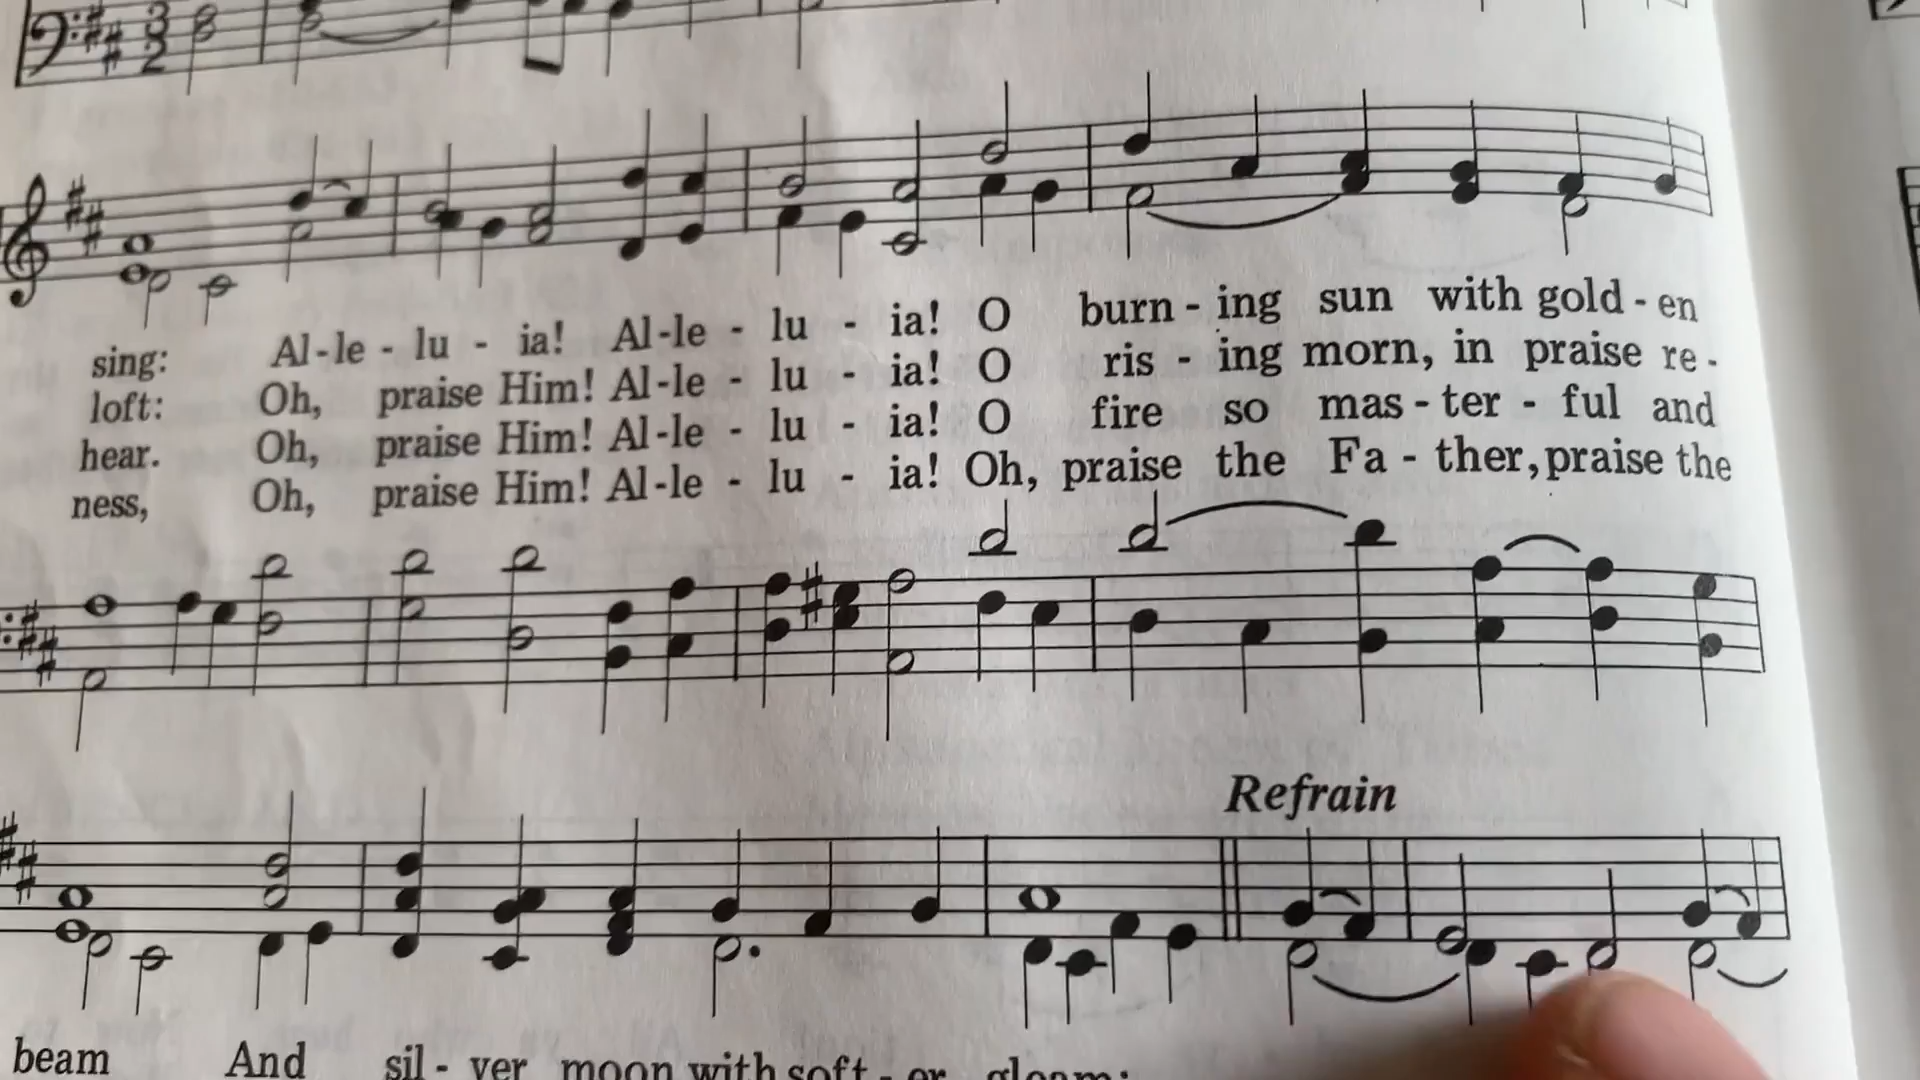 sing: Al-le - lu - ia! Al-le - lu - ia! O burn - ing sun with gold - en
loft: Oh, praise Him! Al-le - lu - ia! O ris - ing morn, in praise re -
hear. Oh, praise Him! Al-le - lu - ia! O fire so mas - ter - ful and
ness, Oh, praise Him! Al-le - lu - ia! Oh, praise the Fa - ther, praise the
Refrain
beam And sil - ver moon with soft - er gleam: